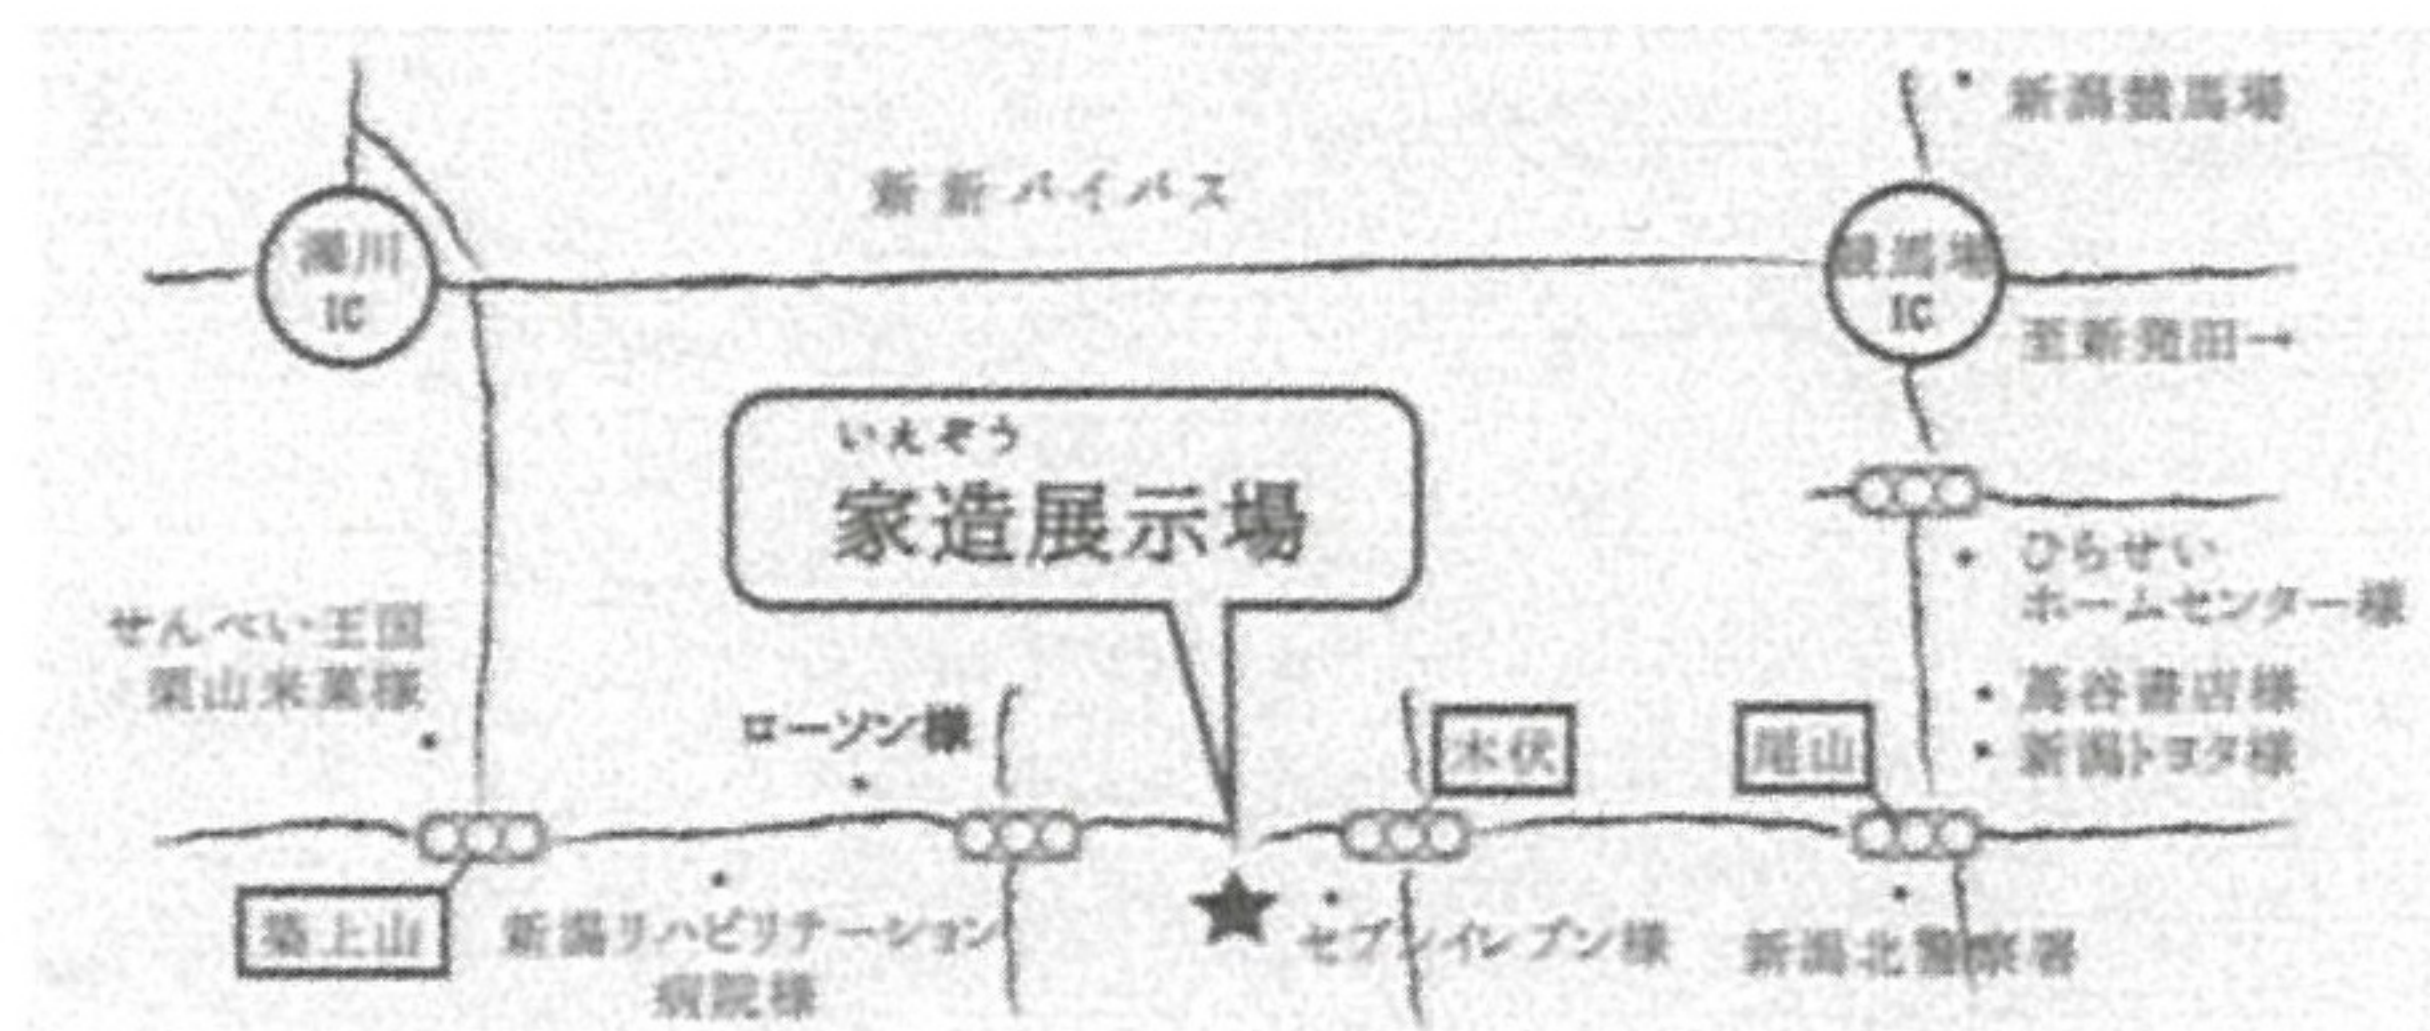 新潟競馬場
新新バイパス
濁川
IC
競馬場
IC
至新発田→
いえぞう
家造展示場
ひらせい
ホームセンター様
せんべい王国
栗山米菓様
蔦谷書店様
新潟トヨタ様
ローソン様
木伏
尾山
築上山
新潟リハビリテーション
病院様
セブンイレブン様
新潟北警察署